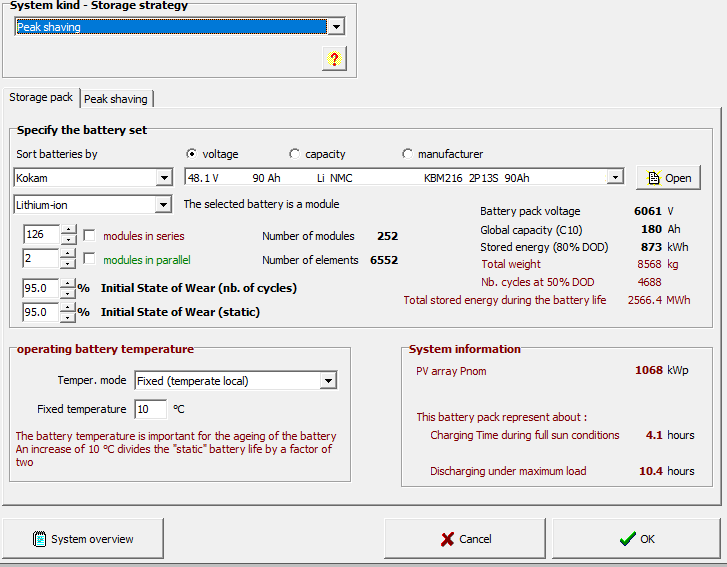 System kind - Storage strategy
Peak shaving
?
Storage pack Peak shaving
Specify the battery set
Sort batteries by voltage capacity manufacturer
Kokam 48.1 V 90 Ah Li NMC KBM216 2P13S 90Ah Open
Lithium-ion The selected battery is a module
126 modules in series Number of modules 252
2 modules in parallel Number of elements 6552
95.0 % Initial State of Wear (nb. of cycles)
95.0 % Initial State of Wear (static)
Battery pack voltage 6061 V
Global capacity (C10) 180 Ah
Stored energy (80% DOD) 873 kWh
Total weight 8568 kg
Nb. cycles at 50% DOD 4688
Total stored energy during the battery life 2566.4 MWh
operating battery temperature
Temper. mode Fixed (temperate local)
Fixed temperature 10 °C
The battery temperature is important for the ageing of the battery
An increase of 10 °C divides the "static" battery life by a factor of
two
System information
PV array Pnom 1068 kWp
This battery pack represent about :
Charging Time during full sun conditions 4.1 hours
Discharging under maximum load 10.4 hours
System overview Cancel OK